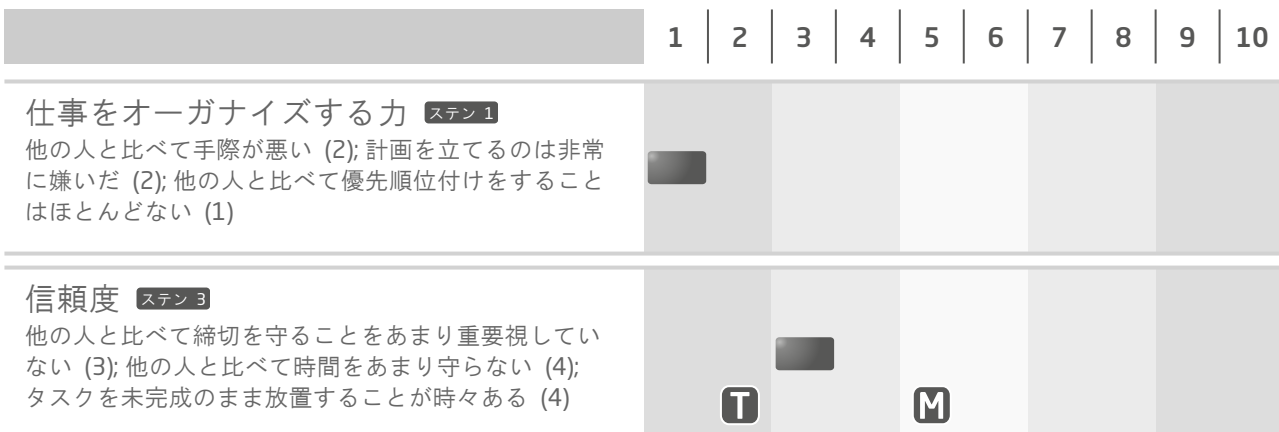 1 2 3 4 5 6 7 8 9 10
仕事をオーガナイズする力 ステン 1
他の人と比べて手際が悪い (2); 計画を立てるのは非常
に嫌いだ (2); 他の人と比べて優先順位付けをすること
はほとんどない (1)
信頼度 ステン 3
他の人と比べて締切を守ることをあまり重要視してい
ない (3); 他の人と比べて時間をあまり守らない (4);
タスクを未完成のまま放置することが時々ある (4)
T M